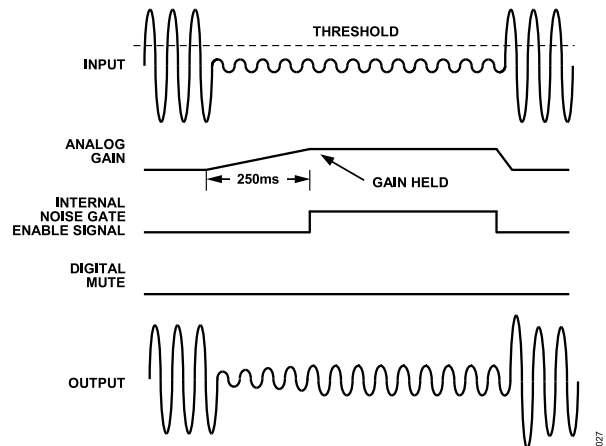 THRESHOLD
INPUT
ANALOG
GAIN
250ms
GAIN HELD
INTERNAL
NOISE GATE
ENABLE SIGNAL
DIGITAL
MUTE
OUTPUT
027